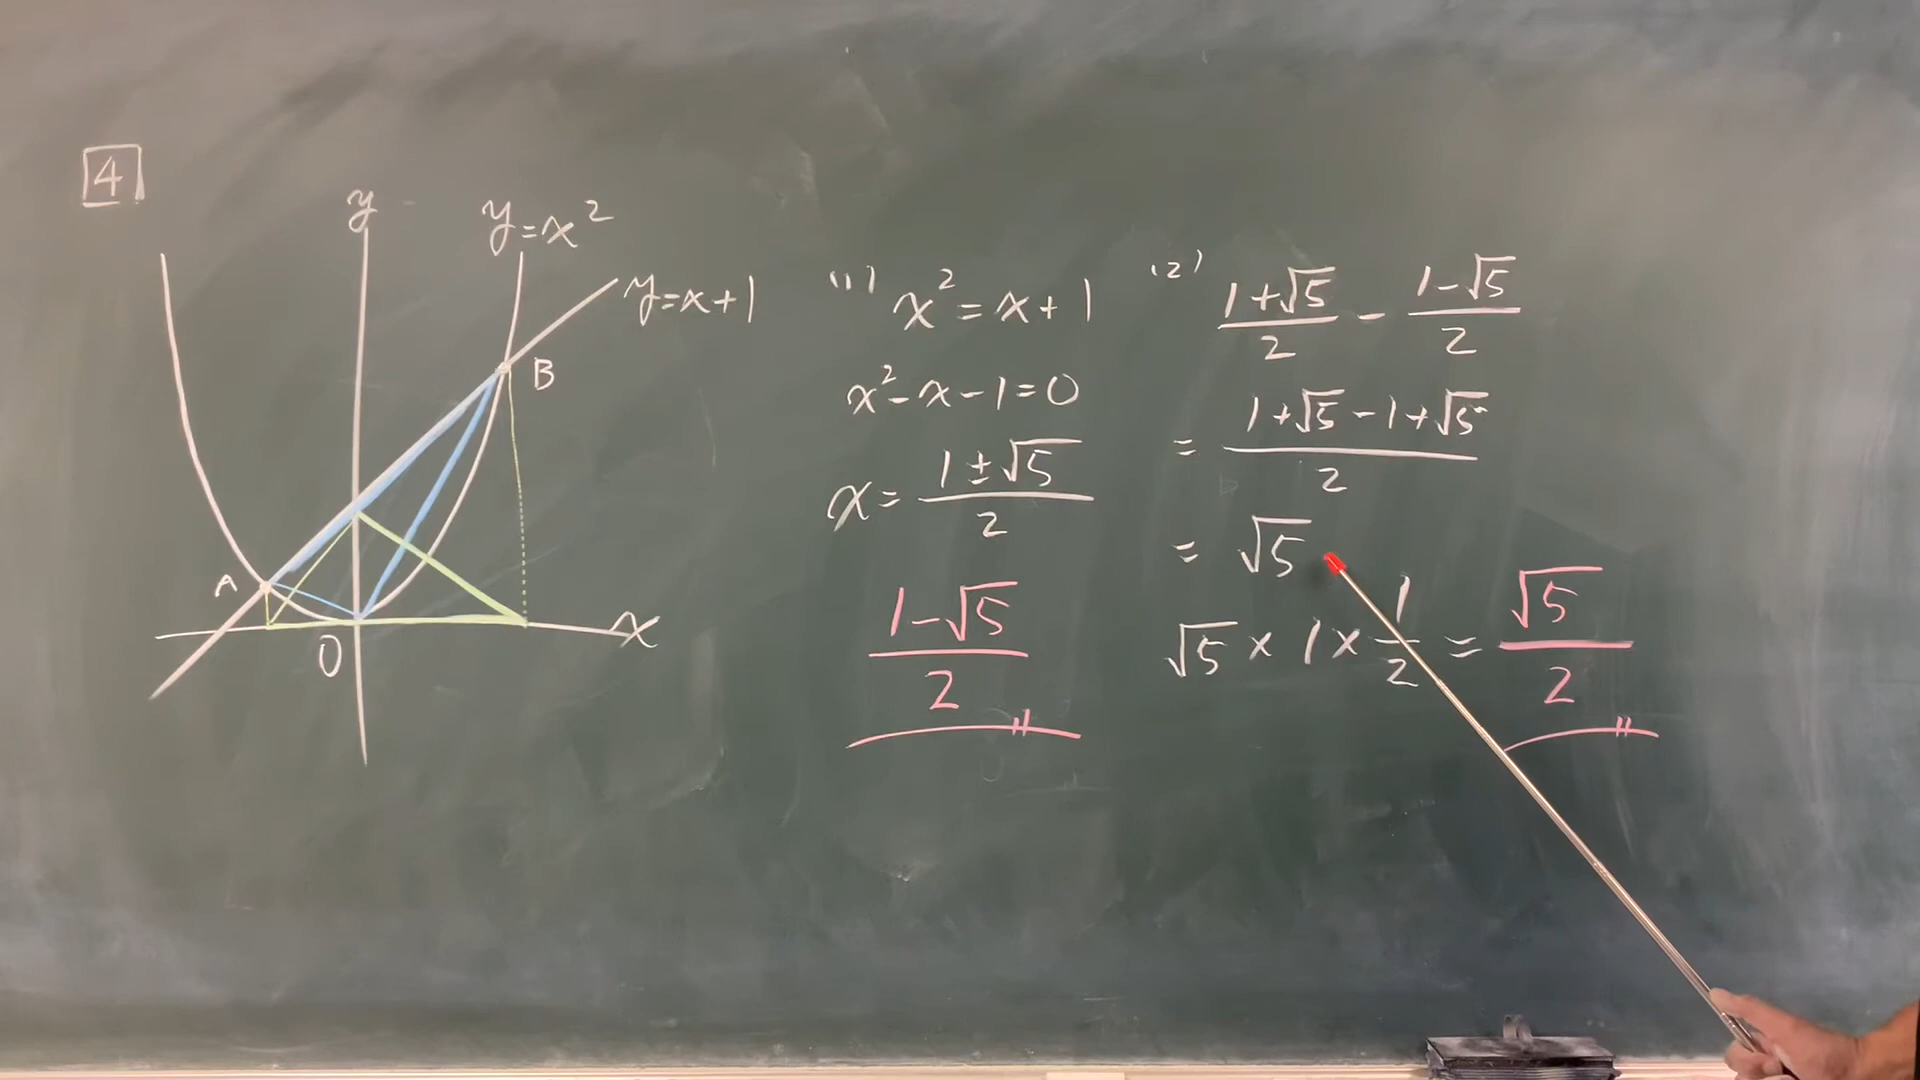 4
y
y=x²
y=x+1
B
A
O
x
(1)
x²=x+1
x²-x-1=0
x=(1±√5)/2
(1-√5)/2
(2)
(1+√5)/2 - (1-√5)/2
= (1+√5-1+√5)/2
= √5
√5×1×1/2=√5/2